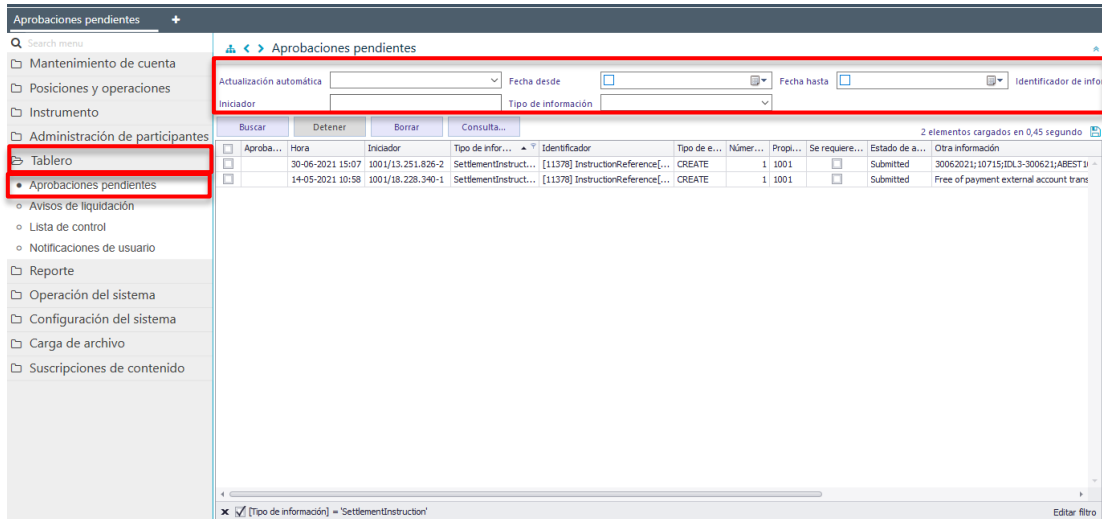 Aprobaciones pendientes +
Search menu
Mantenimiento de cuenta
Posiciones y operaciones
Instrumento
Administración de participantes
Tablero
Aprobaciones pendientes
Avisos de liquidación
Lista de control
Notificaciones de usuario
Reporte
Operación del sistema
Configuración del sistema
Carga de archivo
Suscripciones de contenido
Aprobaciones pendientes
Actualización automática Fecha desde Fecha hasta Identificador de info
Iniciador Tipo de información
Buscar Detener Borrar Consulta...
2 elementos cargados en 0,45 segundo
Aproba... Hora Iniciador Tipo de infor... Identificador Tipo de e... Númer... Propi... Se requiere... Estado de a... Otra información
30-06-2021 15:07 1001/13.251.826-2 SettlementInstruct... [11378] InstructionReference[... CREATE 1 1001 Submitted 30062021;10715;IDL3-300621;ABEST1
14-05-2021 10:58 1001/18.228.340-1 SettlementInstruct... [11378] InstructionReference[... CREATE 1 1001 Submitted Free of payment external account trans
[Tipo de información] = 'SettlementInstruction' Editar filtro